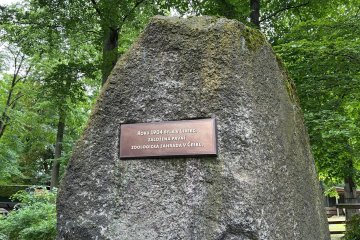 ROKU 1904 BYLA V LIBERCI
ZALOŽENA PRVNÍ
ZOOLOGICKÁ ZAHRADA V ČECHÁCH